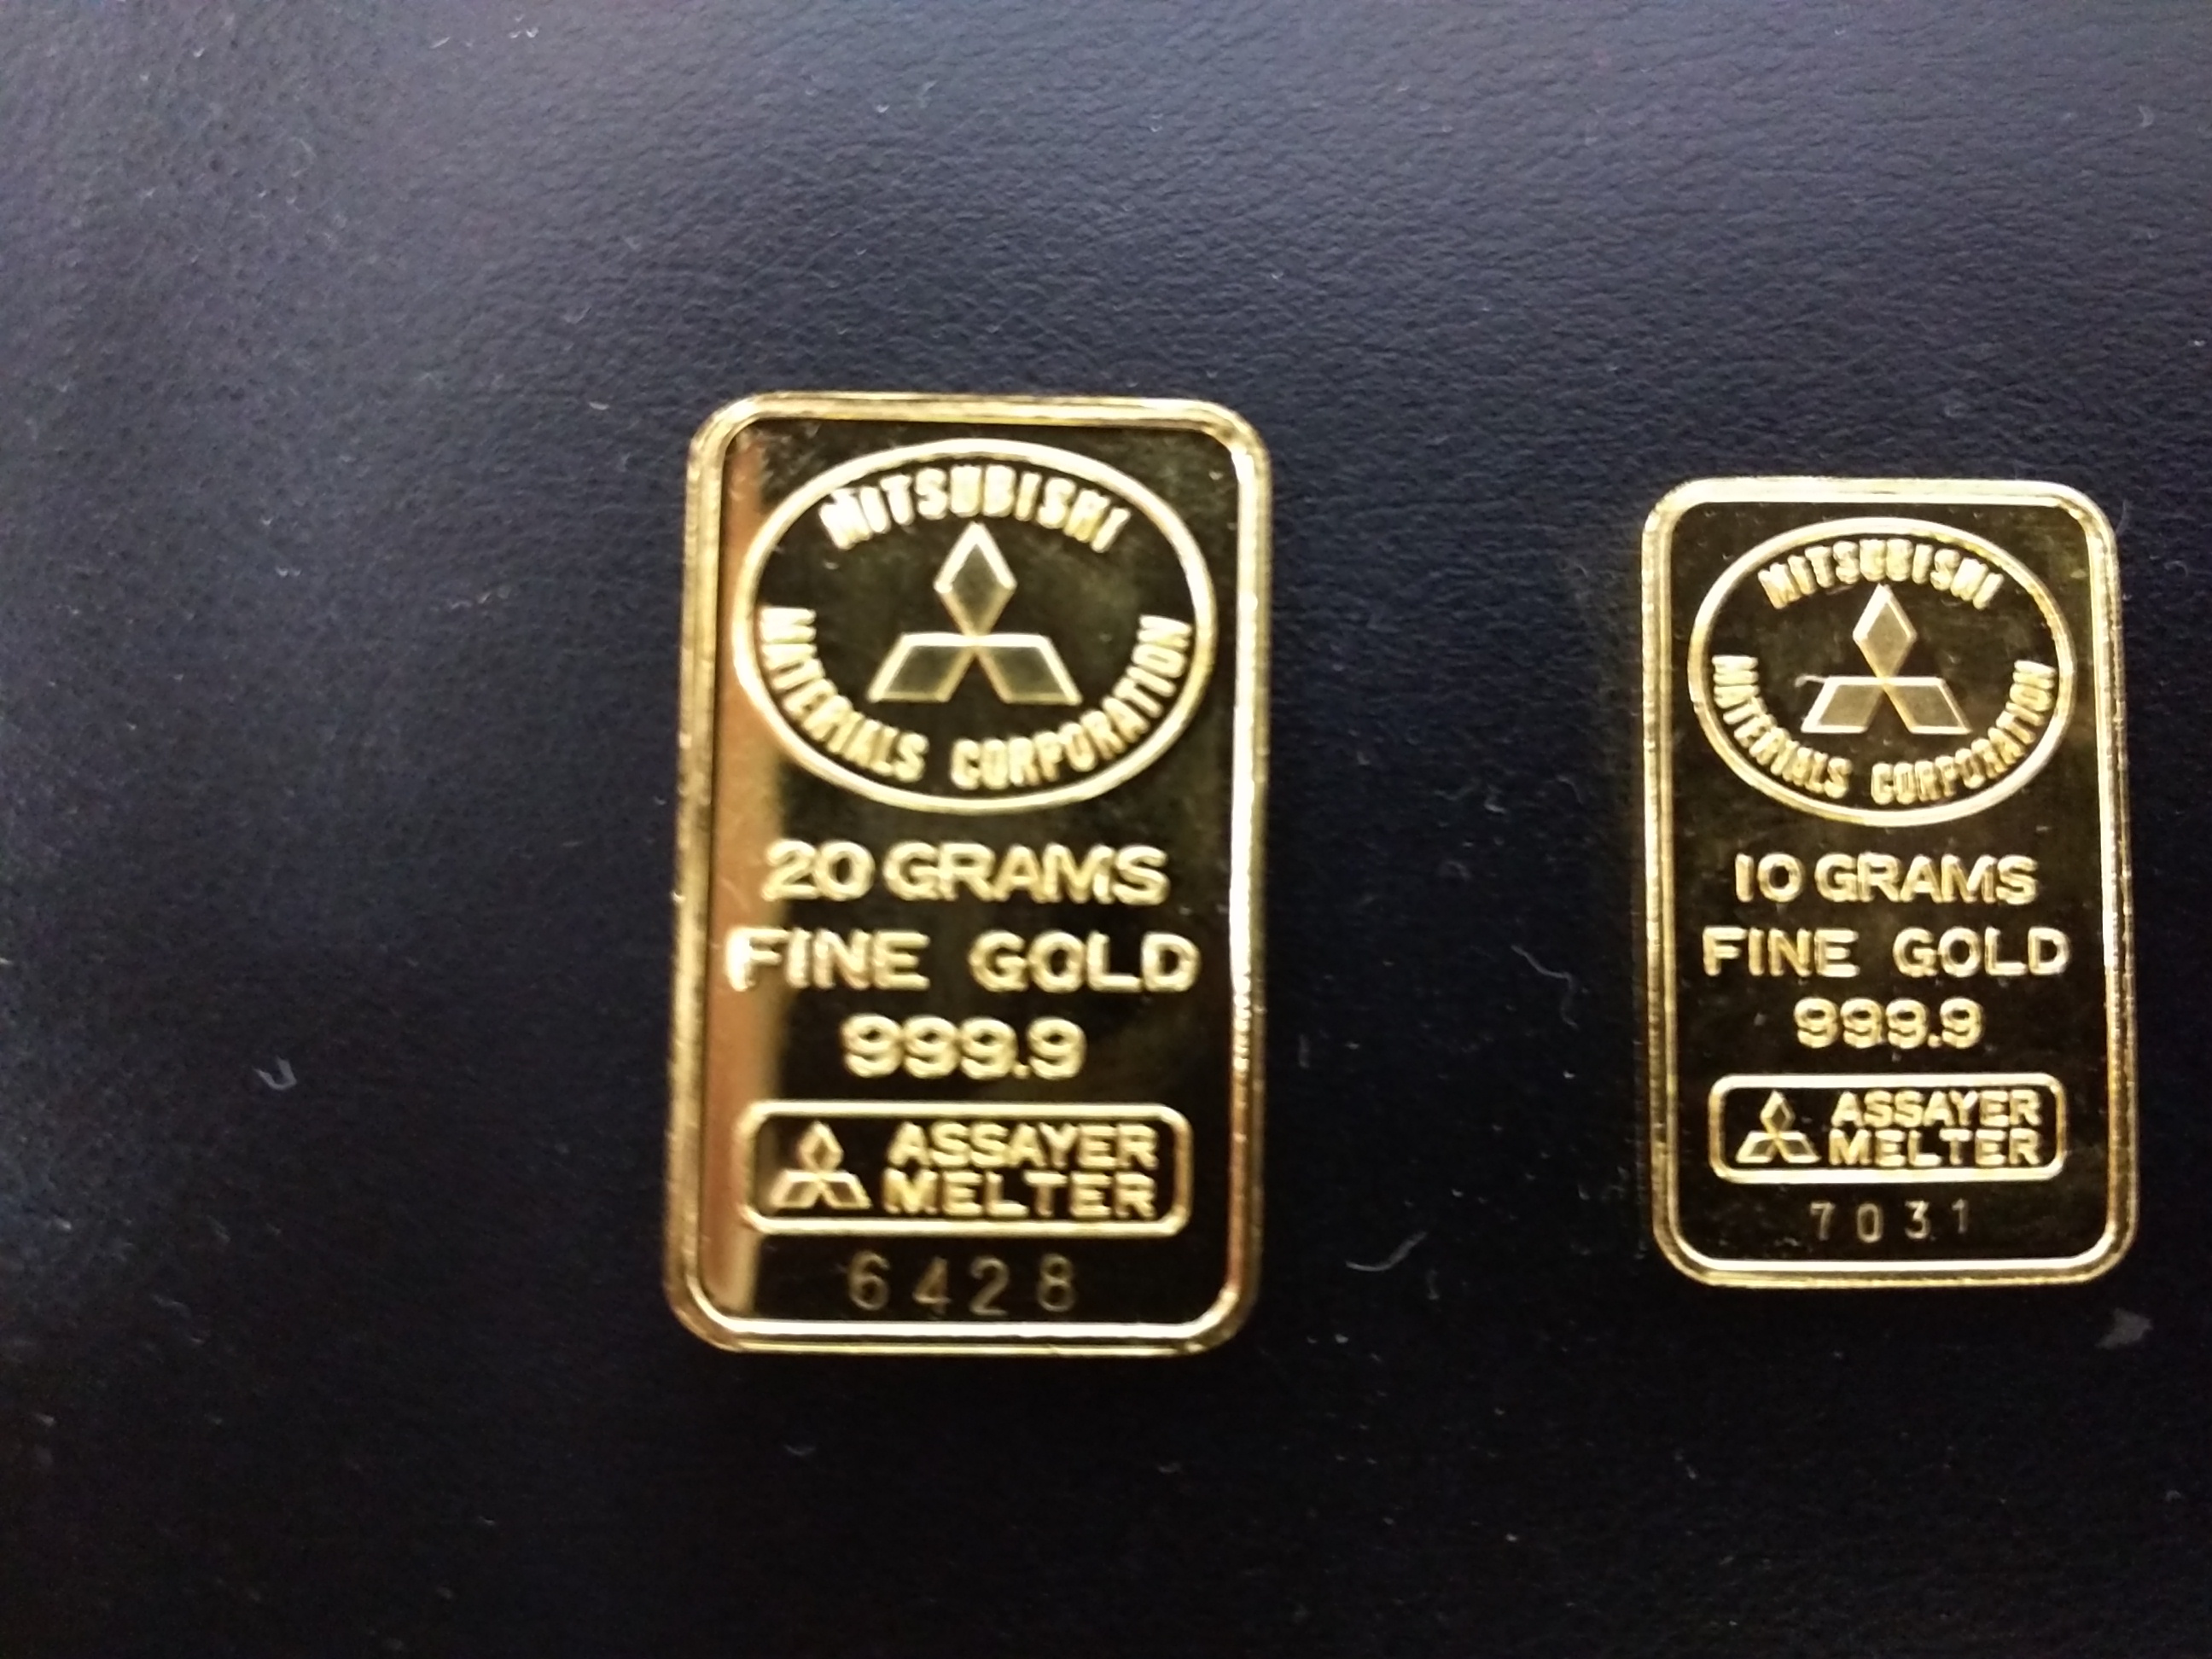 MITSUBISHI
MATERIALS CORPORATION
20 GRAMS
FINE GOLD
999.9
ASSAYER
MELTER
6428
MITSUBISHI
MATERIALS CORPORATION
10 GRAMS
FINE GOLD
999.9
ASSAYER
MELTER
7031